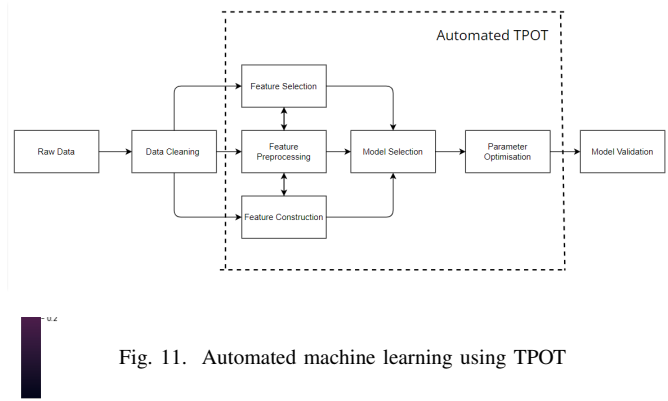 Automated TPOT
Feature Selection
Raw Data
Data Cleaning
Feature
Preprocessing
Model Selection
Parameter
Optimisation
Model Validation
Feature Construction
0.2
Fig. 11. Automated machine learning using TPOT